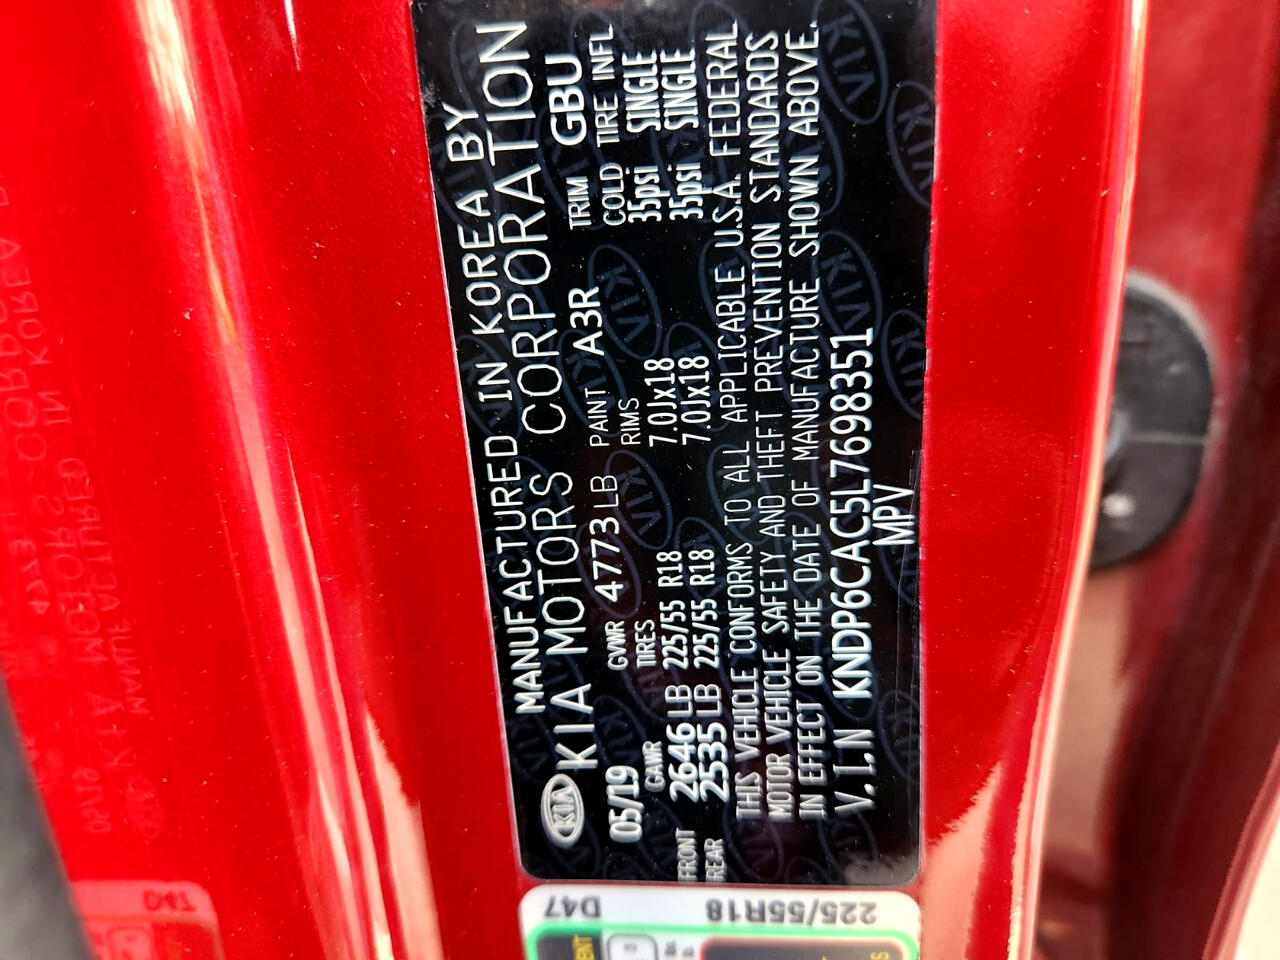 MANUFACTURED IN KOREA BY
KIA KIA MOTORS CORPORATION
05/19 GVWR 4773LB PAINT A3R TRIM GBU
GAWR TIRES RIMS COLD TIRE INFL
FRONT 2646LB 225/55 R18 7.0Jx18 35psi SINGLE
REAR 2535LB 225/55 R18 7.0Jx18 35psi SINGLE
THIS VEHICLE CONFORMS TO ALL APPLICABLE U.S.A. FEDERAL
MOTOR VEHICLE SAFETY AND THEFT PREVENTION STANDARDS
IN EFFECT ON THE DATE OF MANUFACTURE SHOWN ABOVE.
V.I.N KNDP6CAC5L7698351
MPV
225/55R18 D47